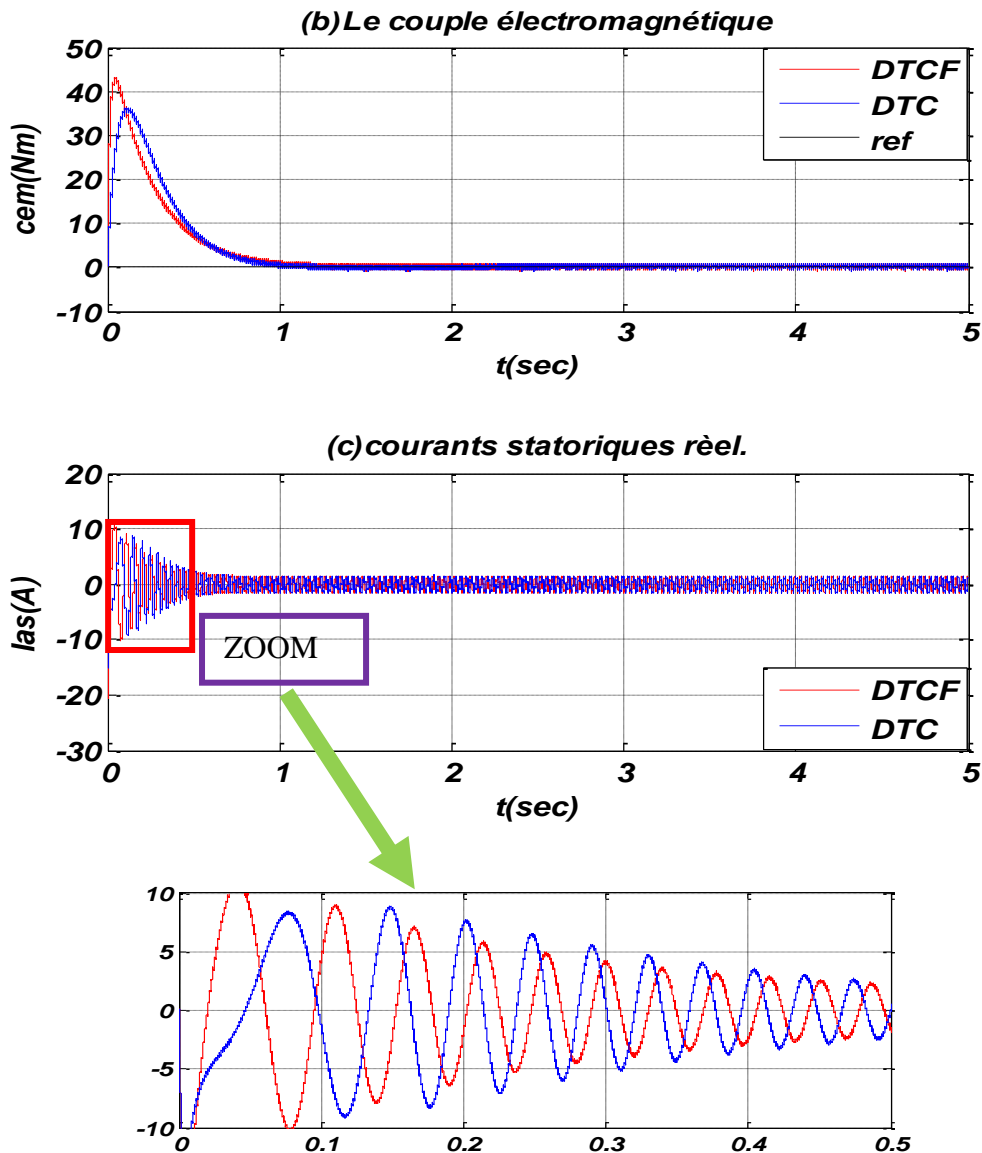 (b)Le couple électromagnétique
50
40
30
20
10
0
-10
cem(Nm)
DTCF
DTC
ref
0 1 2 3 4 5
t(sec)
(c)courants statoriques rèel.
20
10
0
-10
-20
-30
Ias(A)
ZOOM
DTCF
DTC
0 1 2 3 4 5
t(sec)
10
5
0
-5
-10
0 0.1 0.2 0.3 0.4 0.5